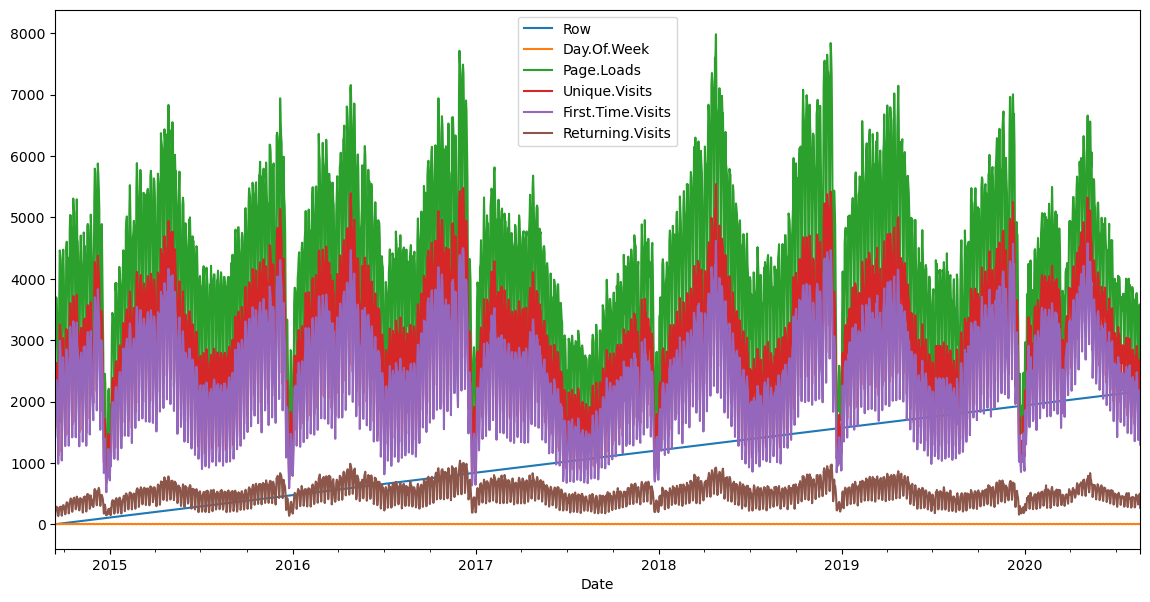 8000
7000
6000
5000
4000
3000
2000
1000
0
Row
Day.Of.Week
Page.Loads
Unique.Visits
First.Time.Visits
Returning.Visits
2015 2016 2017 2018 2019 2020
Date